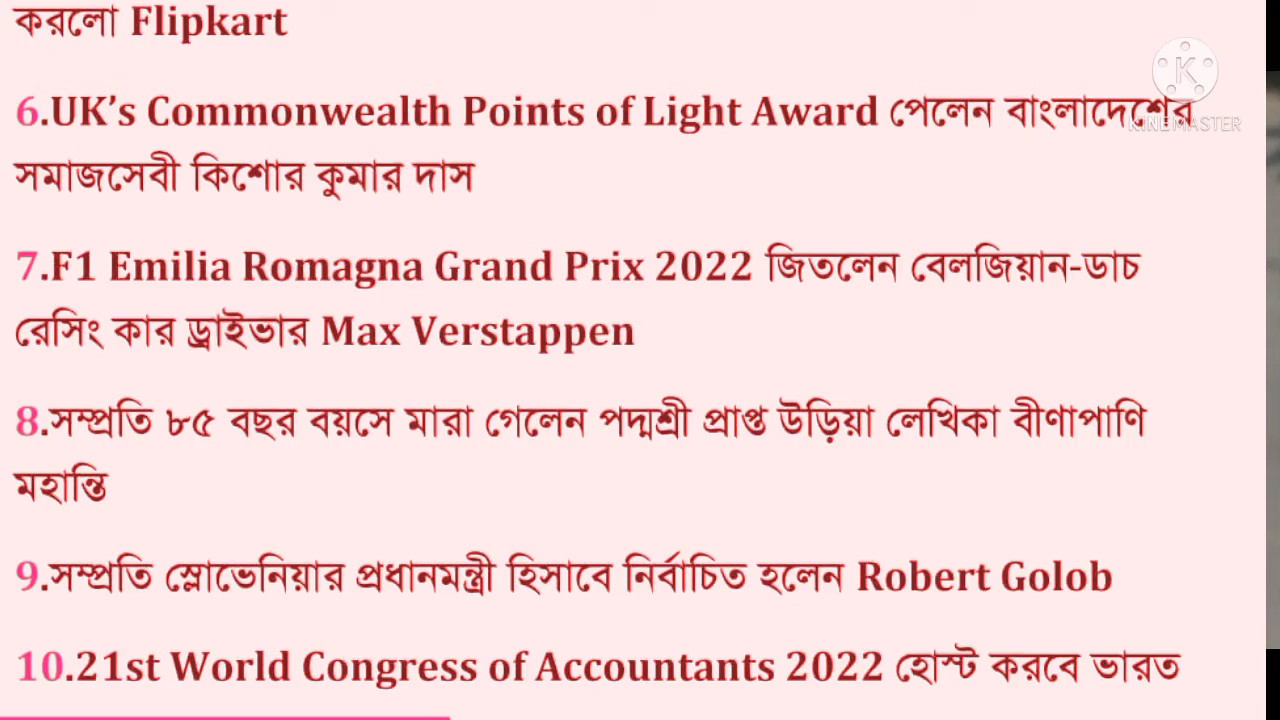 করলো Flipkart
6.UK's Commonwealth Points of Light Award পেলেন বাংলাদেশের
সমাজসেবী কিশোর কুমার দাস
7.F1 Emilia Romagna Grand Prix 2022 জিতলেন বেলজিয়ান-ডাচ
রেসিং কার ড্রাইভার Max Verstappen
8.সম্প্রতি ৮৫ বছর বয়সে মারা গেলেন পদ্মশ্রী প্রাপ্ত উড়িয়া লেখিকা বীণাপাণি
মহান্তি
9.সম্প্রতি স্লোভেনিয়ার প্রধানমন্ত্রী হিসাবে নির্বাচিত হলেন Robert Golob
10.21st World Congress of Accountants 2022 হোস্ট করবে ভারত
K
KINEMASTER